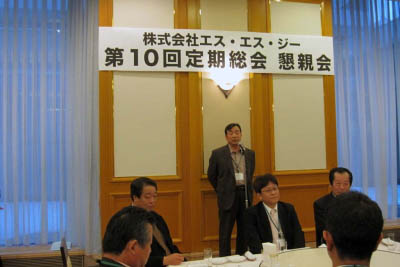 株式会社エス・エス・ジー
第10回定期総会 懇親会